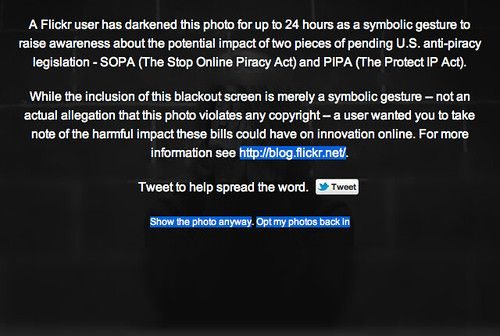 A Flickr user has darkened this photo for up to 24 hours as a symbolic gesture to
raise awareness about the potential impact of two pieces of pending U.S. anti-piracy
legislation - SOPA (The Stop Online Piracy Act) and PIPA (The Protect IP Act).
While the inclusion of this blackout screen is merely a symbolic gesture -- not an
actual allegation that this photo violates any copyright -- a user wanted you to take
note of the harmful impact these bills could have on innovation online. For more
information see http://blog.flickr.net/.
Tweet to help spread the word. Tweet
Show the photo anyway. Opt my photos back in